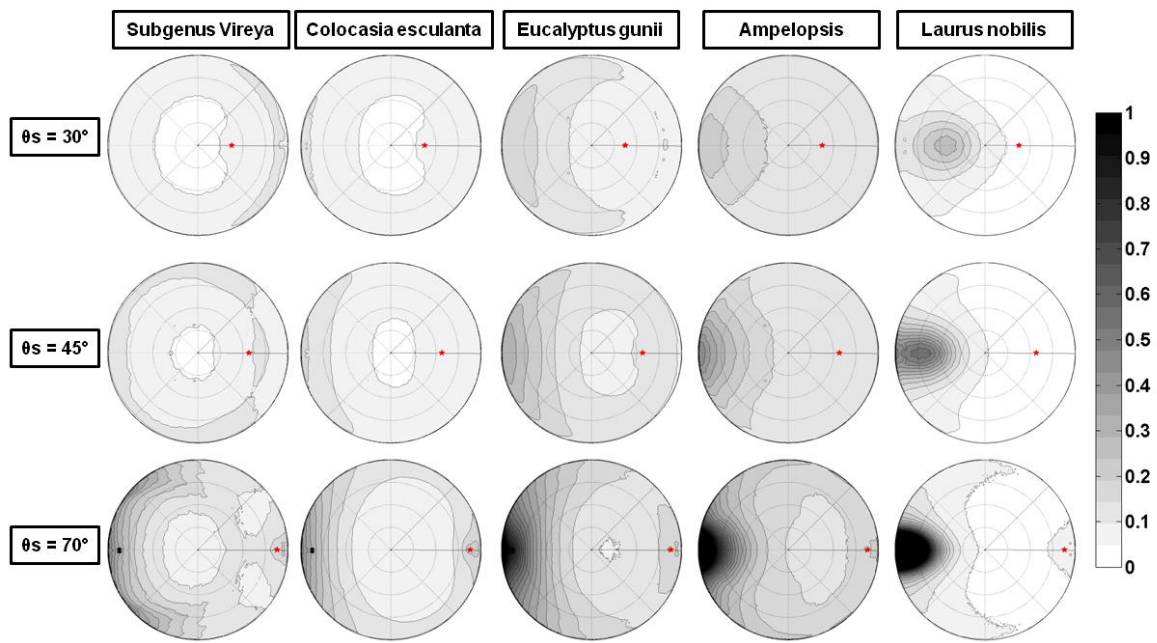 Subgenus Vireya Colocasia esculanta Eucalyptus gunii Ampelopsis Laurus nobilis
θs = 30°
θs = 45°
θs = 70°
1
0.9
0.8
0.7
0.6
0.5
0.4
0.3
0.2
0.1
0